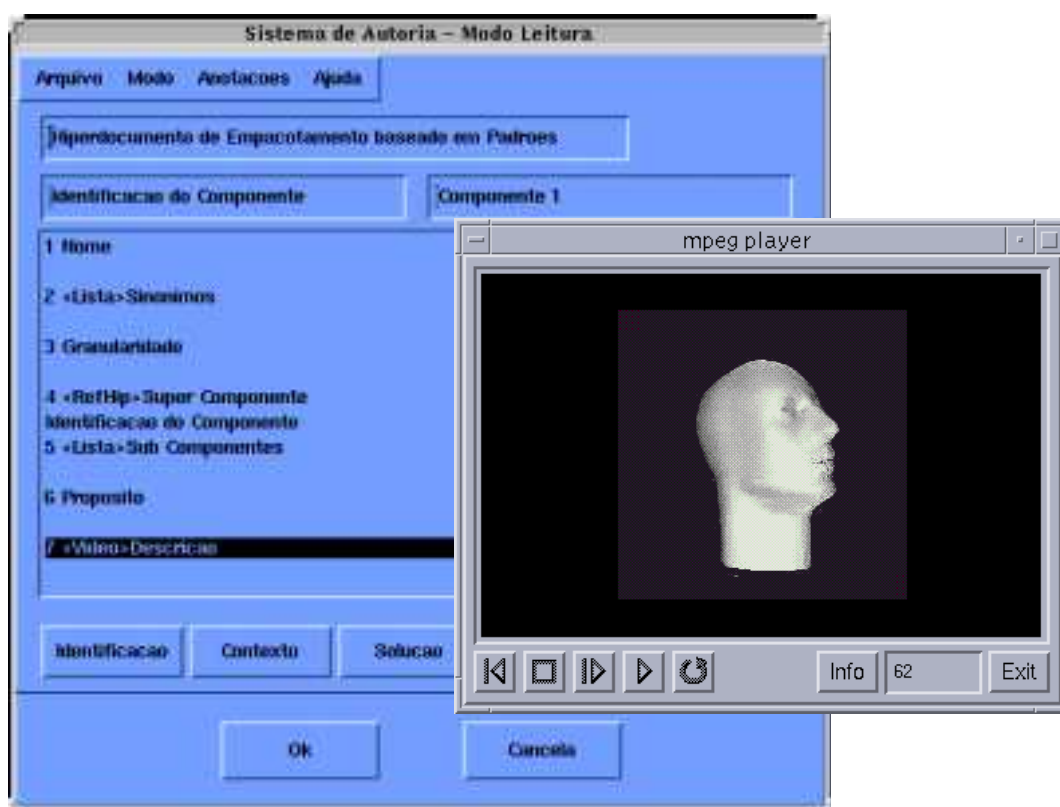 Sistema de Autoria - Modo Leitura
Arquivo Modo Anotacoes Ajuda
Hiperdocumento de Empacotamento baseado em Padroes
Identificacao do Componente Componente 1
1 Nome
2 <Lista>Sinonimos
3 Granularidade
4 <RefHip>Super Componente
Identificacao do Componente
5 <Lista>Sub Componentes
6 Proposito
7 <Video>Descricao
Identificacao Contexto Solucao
Ok Cancela
mpeg player
Info 62 Exit